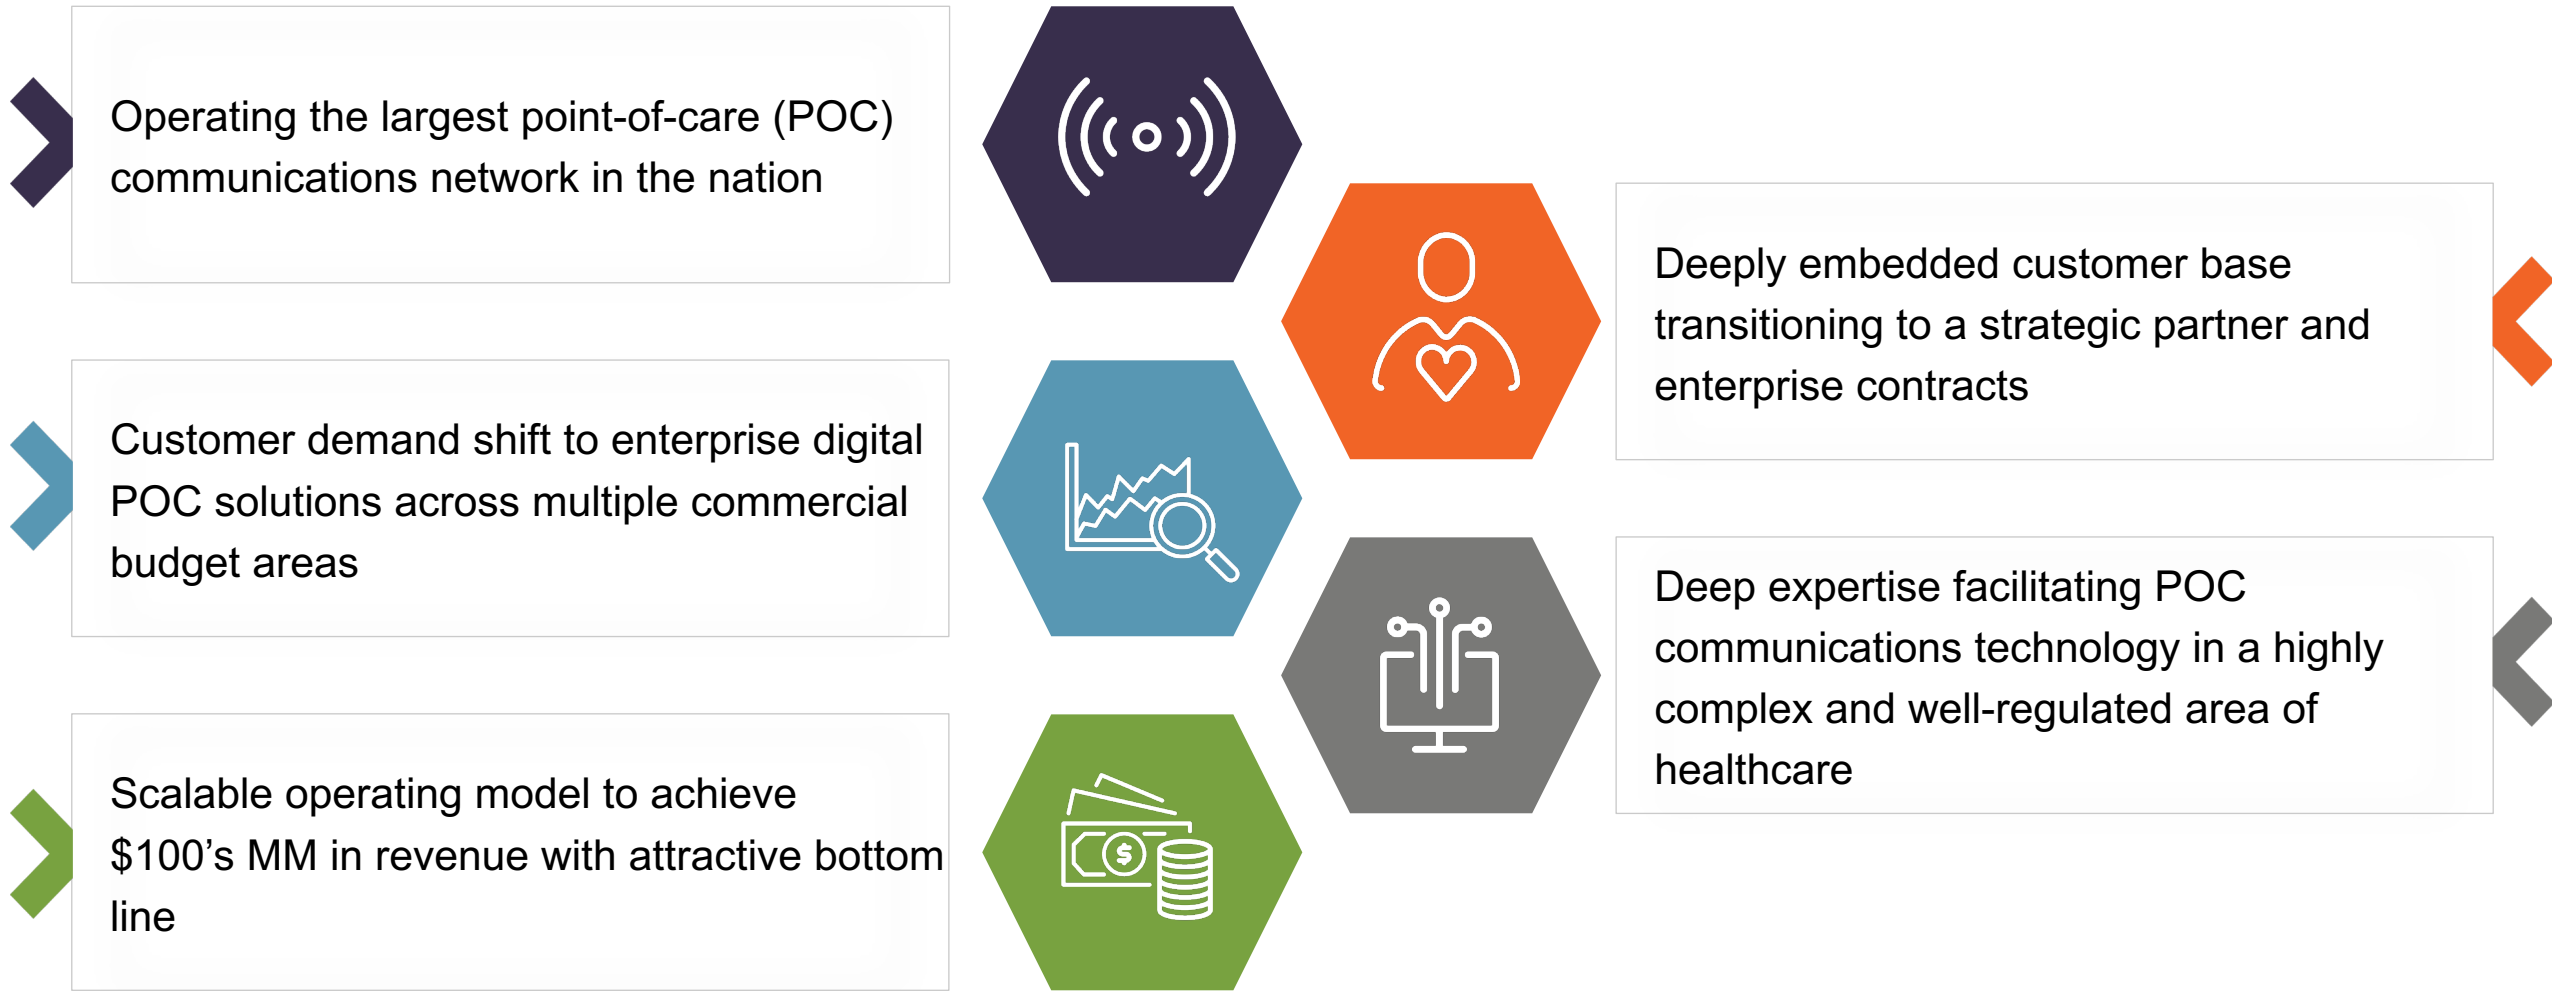 Operating the largest point-of-care (POC)
communications network in the nation
Deeply embedded customer base
transitioning to a strategic partner and
enterprise contracts
Customer demand shift to enterprise digital
POC solutions across multiple commercial
budget areas
Deep expertise facilitating POC
communications technology in a highly
complex and well-regulated area of
healthcare
Scalable operating model to achieve
$100’s MM in revenue with attractive bottom
line
$